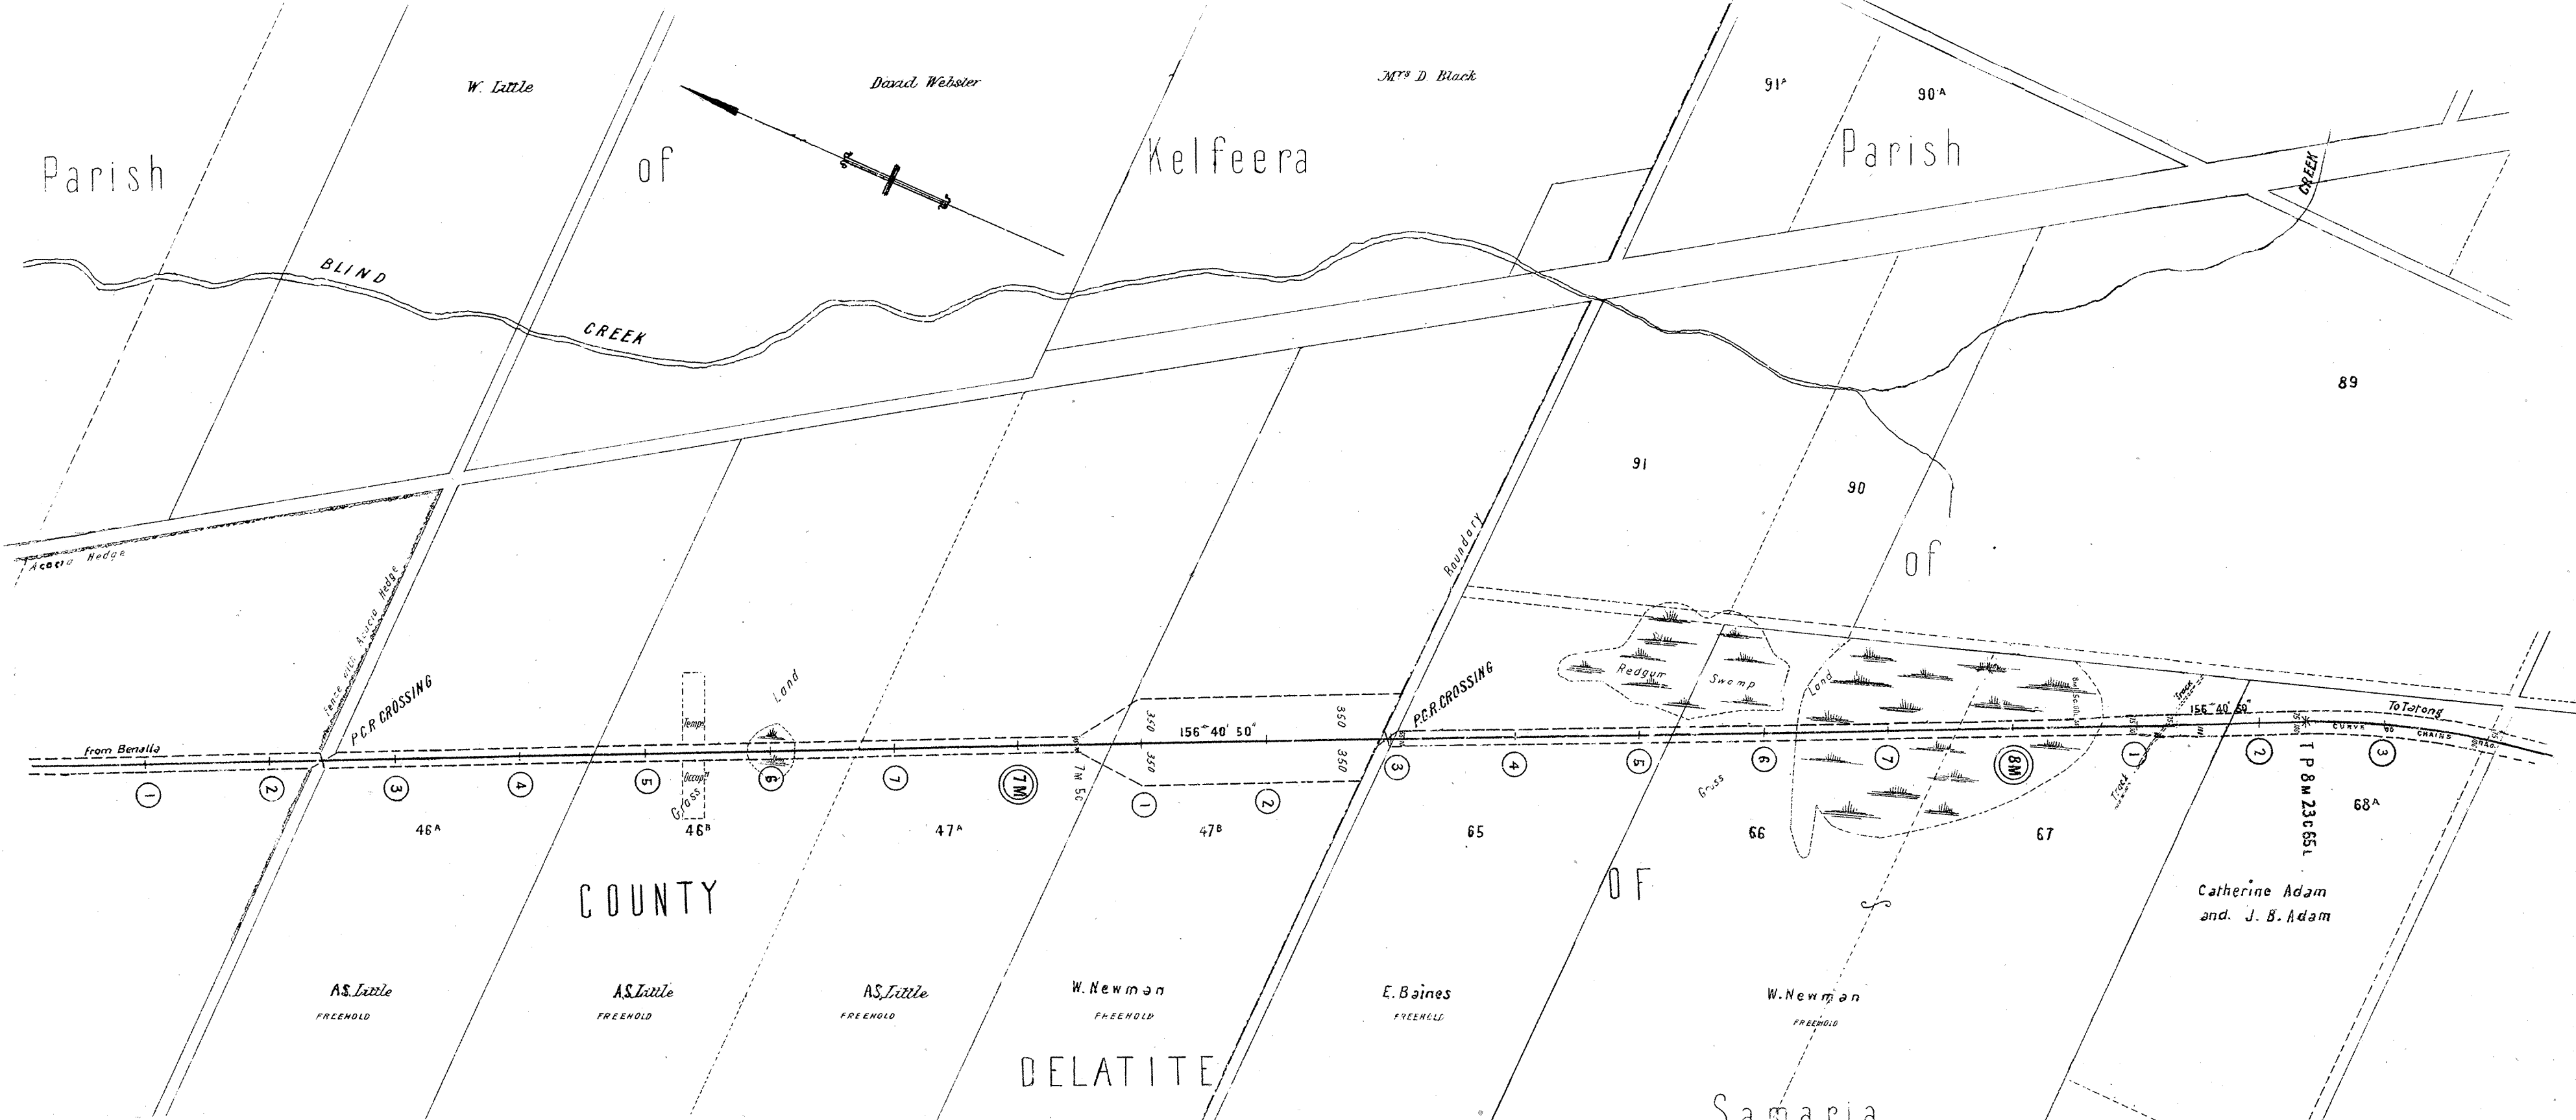 W. Little
David Webster
Mrs D. Black
91A
90A
Parish
of
Kelfeera
Parish
CREEK
BLIND
CREEK
89
91
90
Boundary
of
Acacia Hedge
Fence with Acacia Hedge
P.C.R. CROSSING
Land
Redgum
Swamp
Land
P.C.R. CROSSING
Track
350
350
156° 40' 50"
156° 40' 50"
To Tatong
from Benalla
Temp
350
350
CURVE 60 CHAINS
1
2
3
4
5
Occupn
6
7
7M
7M 5C
1
2
3
4
5
6
7
8M
1
2
3
Track
TP 8M 23C 65L
Grass
Grass
46A
46B
47A
47B
65
66
67
68A
COUNTY
OF
Catherine Adam
and. J. B. Adam
A.S. Little
FREEHOLD
A.S. Little
FREEHOLD
A.S. Little
FREEHOLD
W. Newman
FREEHOLD
E. Baines
FREEHOLD
W. Newman
FREEHOLD
DELATITE
Samaria